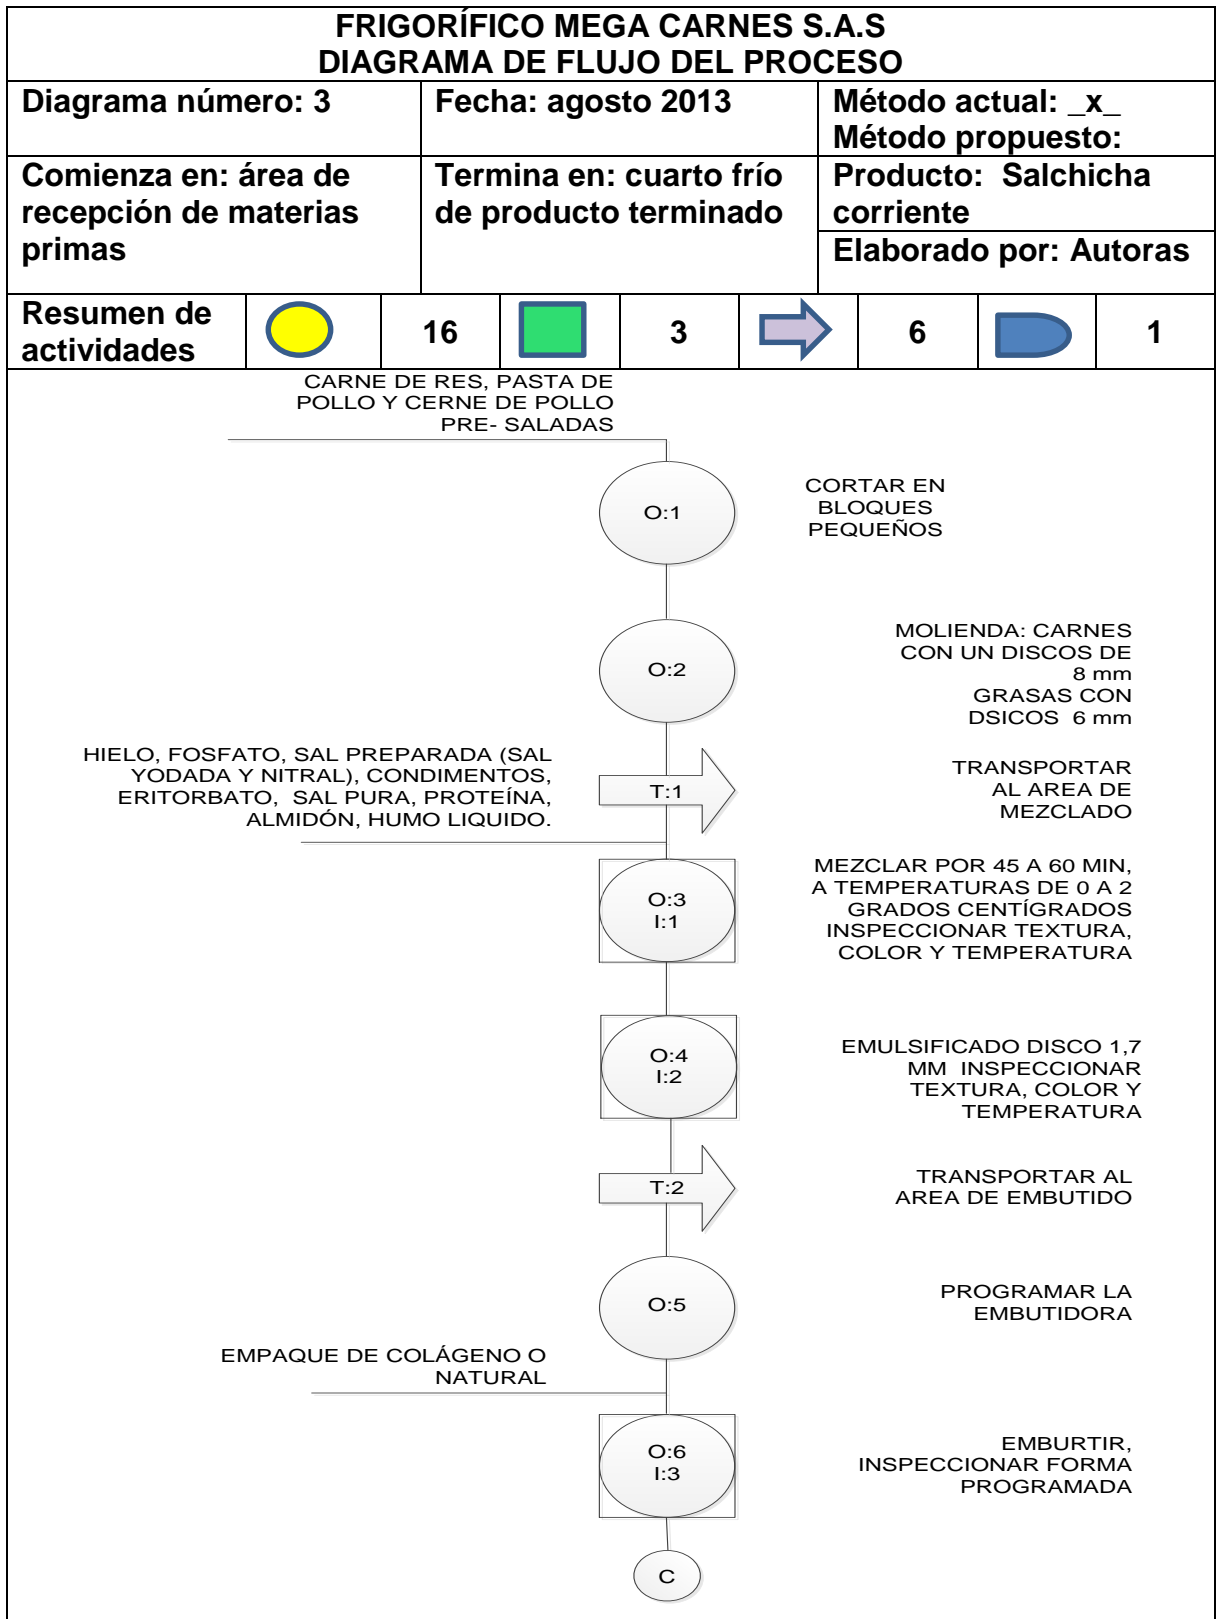 FRIGORÍFICO MEGA CARNES S.A.S
DIAGRAMA DE FLUJO DEL PROCESO
Diagrama número: 3
Fecha: agosto 2013
Método actual: _x_
Método propuesto:
Comienza en: área de
recepción de materias
primas
Termina en: cuarto frío
de producto terminado
Producto: Salchicha
corriente
Elaborado por: Autoras
Resumen de
actividades
16
3
6
1
CARNE DE RES, PASTA DE
POLLO Y CERNE DE POLLO
PRE- SALADAS
O:1
CORTAR EN
BLOQUES
PEQUEÑOS
O:2
MOLIENDA: CARNES
CON UN DISCOS DE
8 mm
GRASAS CON
DSICOS 6 mm
HIELO, FOSFATO, SAL PREPARADA (SAL
YODADA Y NITRAL), CONDIMENTOS,
ERITORBATO, SAL PURA, PROTEÍNA,
ALMIDÓN, HUMO LIQUIDO.
T:1
TRANSPORTAR
AL AREA DE
MEZCLADO
O:3
I:1
MEZCLAR POR 45 A 60 MIN,
A TEMPERATURAS DE 0 A 2
GRADOS CENTÍGRADOS
INSPECCIONAR TEXTURA,
COLOR Y TEMPERATURA
O:4
I:2
EMULSIFICADO DISCO 1,7
MM INSPECCIONAR
TEXTURA, COLOR Y
TEMPERATURA
T:2
TRANSPORTAR AL
AREA DE EMBUTIDO
O:5
PROGRAMAR LA
EMBUTIDORA
EMPAQUE DE COLÁGENO O
NATURAL
O:6
I:3
EMBURTIR,
INSPECCIONAR FORMA
PROGRAMADA
C